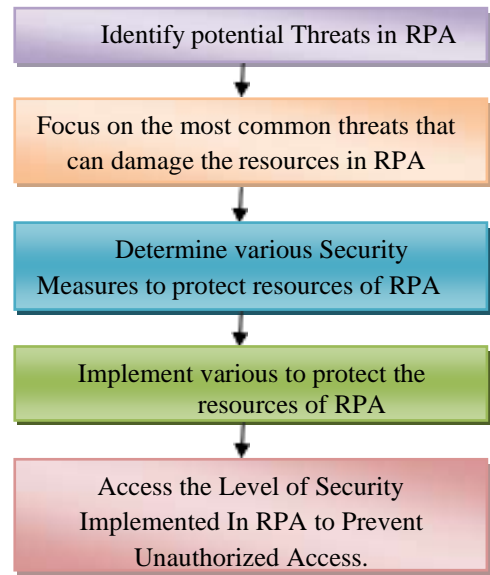 Identify potential Threats in RPA
Focus on the most common threats that
can damage the resources in RPA
Determine various Security
Measures to protect resources of RPA
Implement various to protect the
resources of RPA
Access the Level of Security
Implemented In RPA to Prevent
Unauthorized Access.